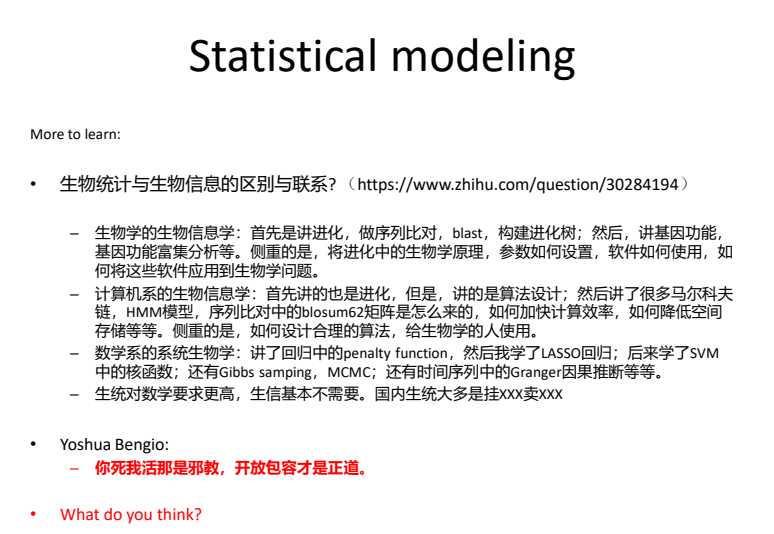 Statistical modeling
More to learn:
• 生物统计与生物信息的区别与联系? （https://www.zhihu.com/question/30284194）
– 生物学的生物信息学：首先是讲进化，做序列比对，blast，构建进化树；然后，讲基因功能，
基因功能富集分析等。侧重的是，将进化中的生物学原理，参数如何设置，软件如何使用，如
何将这些软件应用到生物学问题。
– 计算机系的生物信息学：首先讲的也是进化，但是，讲的是算法设计；然后讲了很多马尔科夫
链，HMM模型，序列比对中的blosum62矩阵是怎么来的，如何加快计算效率，如何降低空间
存储等等。侧重的是，如何设计合理的算法，给生物学的人使用。
– 数学系的系统生物学：讲了回归中的penalty function，然后我学了LASSO回归；后来学了SVM
中的核函数；还有Gibbs samping，MCMC；还有时间序列中的Granger因果推断等等。
– 生统对数学要求更高，生信基本不需要。国内生统大多是挂XXX卖XXX
• Yoshua Bengio:
– 你死我活那是邪教，开放包容才是正道。
• What do you think?